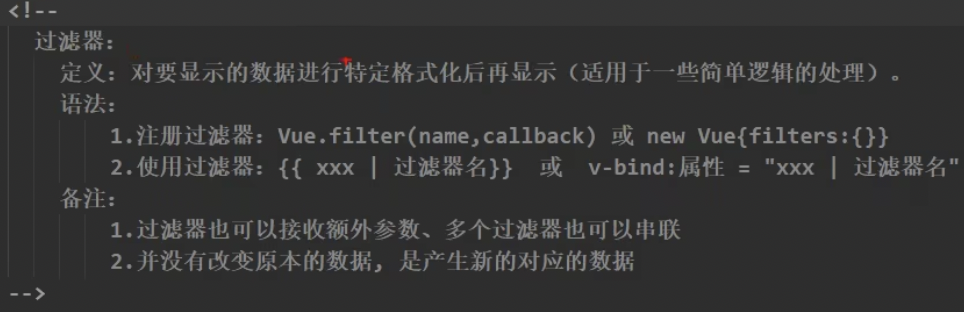 <!--
过滤器：
定义：对要显示的数据进行特定格式化后再显示（适用于一些简单逻辑的处理）。
语法：
1.注册过滤器：Vue.filter(name,callback) 或 new Vue{filters:{}}
2.使用过滤器：{{ xxx | 过滤器名}} 或 v-bind:属性 = "xxx | 过滤器名"
备注：
1.过滤器也可以接收额外参数、多个过滤器也可以串联
2.并没有改变原本的数据, 是产生新的对应的数据
-->